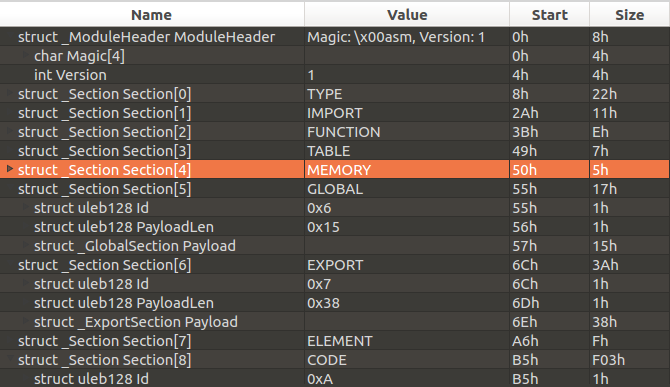 Name Value Start Size
struct _ModuleHeader ModuleHeader Magic: \x00asm, Version: 1 0h 8h
char Magic[4] 0h 4h
int Version 1 4h 4h
struct _Section Section[0] TYPE 8h 22h
struct _Section Section[1] IMPORT 2Ah 11h
struct _Section Section[2] FUNCTION 3Bh Eh
struct _Section Section[3] TABLE 49h 7h
struct _Section Section[4] MEMORY 50h 5h
struct _Section Section[5] GLOBAL 55h 17h
struct uleb128 Id 0x6 55h 1h
struct uleb128 PayloadLen 0x15 56h 1h
struct _GlobalSection Payload 57h 15h
struct _Section Section[6] EXPORT 6Ch 3Ah
struct uleb128 Id 0x7 6Ch 1h
struct uleb128 PayloadLen 0x38 6Dh 1h
struct _ExportSection Payload 6Eh 38h
struct _Section Section[7] ELEMENT A6h Fh
struct _Section Section[8] CODE B5h F03h
struct uleb128 Id 0xA B5h 1h